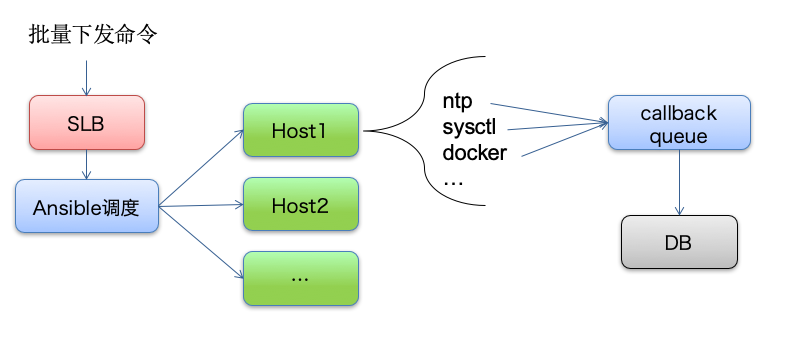 批量下发命令
SLB
Ansible调度
Host1
Host2
...
ntp
sysctl
docker
...
callback
queue
DB